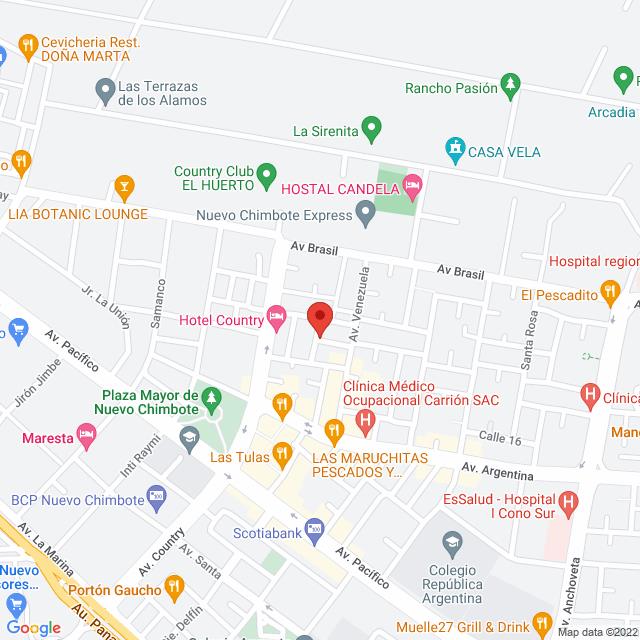 Cevicheria Rest.
DOÑA MARTA
Las Terrazas
de los Alamos
Rancho Pasión
Arcadia
La Sirenita
CASA VELA
Country Club
EL HUERTO
HOSTAL CANDELA
LIA BOTANIC LOUNGE
Nuevo Chimbote Express
Av Brasil
Av Brasil
Hospital region
El Pescadito
Av. Venezuela
Samanco
Jr. La Unión
Hotel Country
Santa Rosa
Av. Pacífico
Jirón Jimbe
Plaza Mayor de
Nuevo Chimbote
Clínica Médico
Ocupacional Carrión SAC
Clínica
Maresta
Inti Raymi
Las Tulas
LAS MARUCHITAS
PESCADOS Y...
Calle 16
Av. Argentina
BCP Nuevo Chimbote
EsSalud - Hospital
I Cono Sur
Scotiabank
Av. La Marina
Av. Country
Av. Santa
Av. Pacífico
Colegio
República
Argentina
Av. Anchoveta
Nuevo
Portón Gaucho
Muelle27 Grill & Drink
Google
Map data ©2022